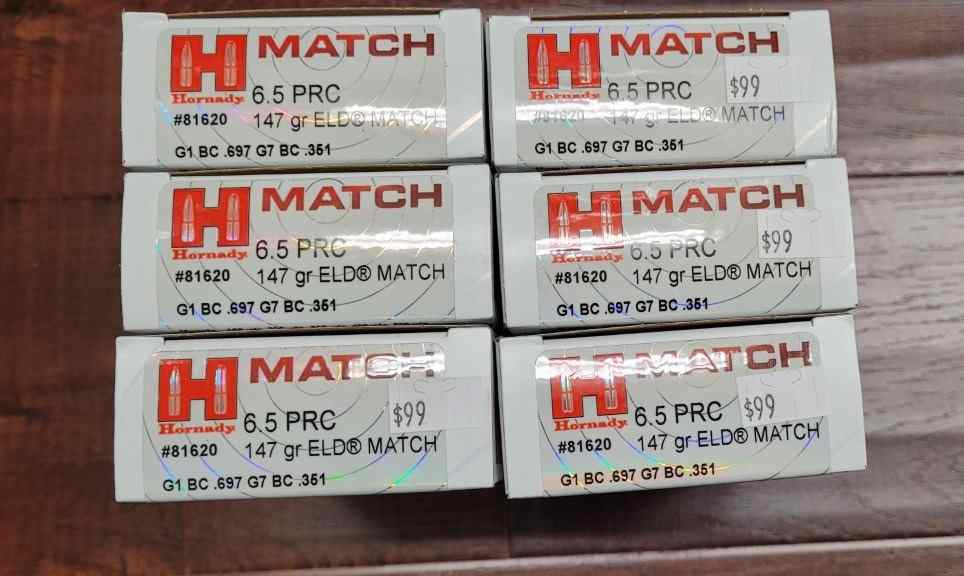 H MATCH
Hornady 6.5 PRC
#81620 147 gr ELD® MATCH
G1 BC .697 G7 BC .351
H MATCH
$99
Hornady 6.5 PRC
#81620 147 gr ELD® MATCH
G1 BC .697 G7 BC .351
H MATCH
Hornady 6.5 PRC
#81620 147 gr ELD® MATCH
G1 BC .697 G7 BC .351
H MATCH
$99
Hornady 6.5 PRC
#81620 147 gr ELD® MATCH
G1 BC .697 G7 BC .351
H MATCH
$99
Hornady 6.5 PRC
#81620 147 gr ELD® MATCH
G1 BC .697 G7 BC .351
H MATCH
$99
Hornady 6.5 PRC
#81620 147 gr ELD® MATCH
G1 BC .697 G7 BC .351